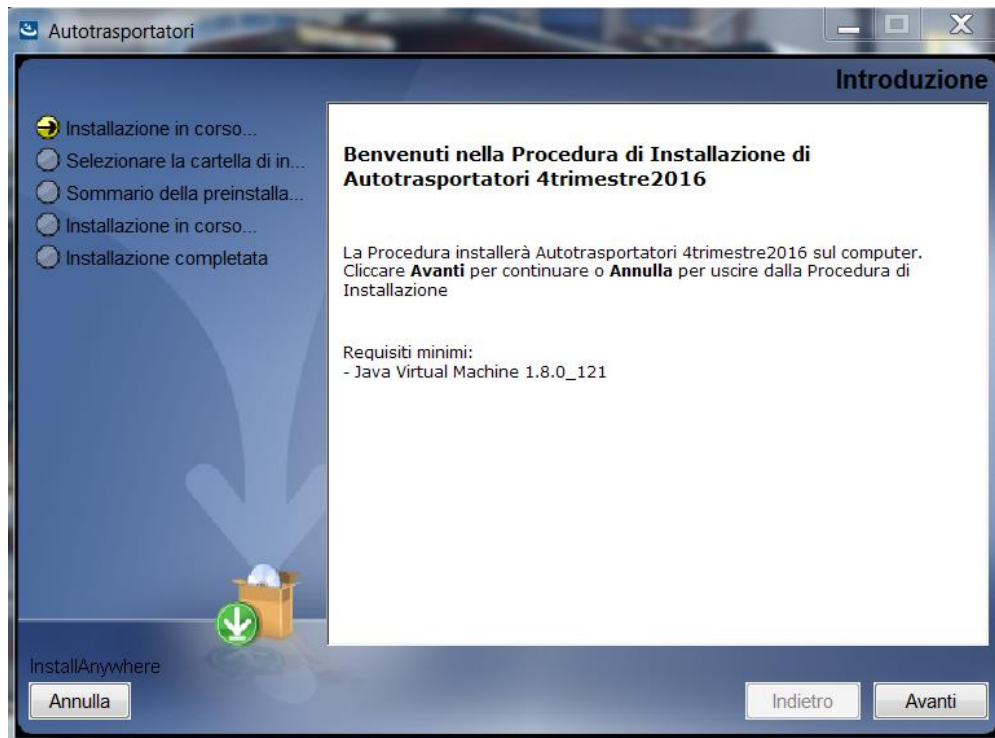 Autotrasportatori
Introduzione
Installazione in corso...
Selezionare la cartella di in...
Sommario della preinstalla...
Installazione in corso...
Installazione completata
Benvenuti nella Procedura di Installazione di
Autotrasportatori 4trimestre2016
La Procedura installerà Autotrasportatori 4trimestre2016 sul computer.
Cliccare Avanti per continuare o Annulla per uscire dalla Procedura di
Installazione
Requisiti minimi:
- Java Virtual Machine 1.8.0_121
InstallAnywhere
Annulla
Indietro
Avanti